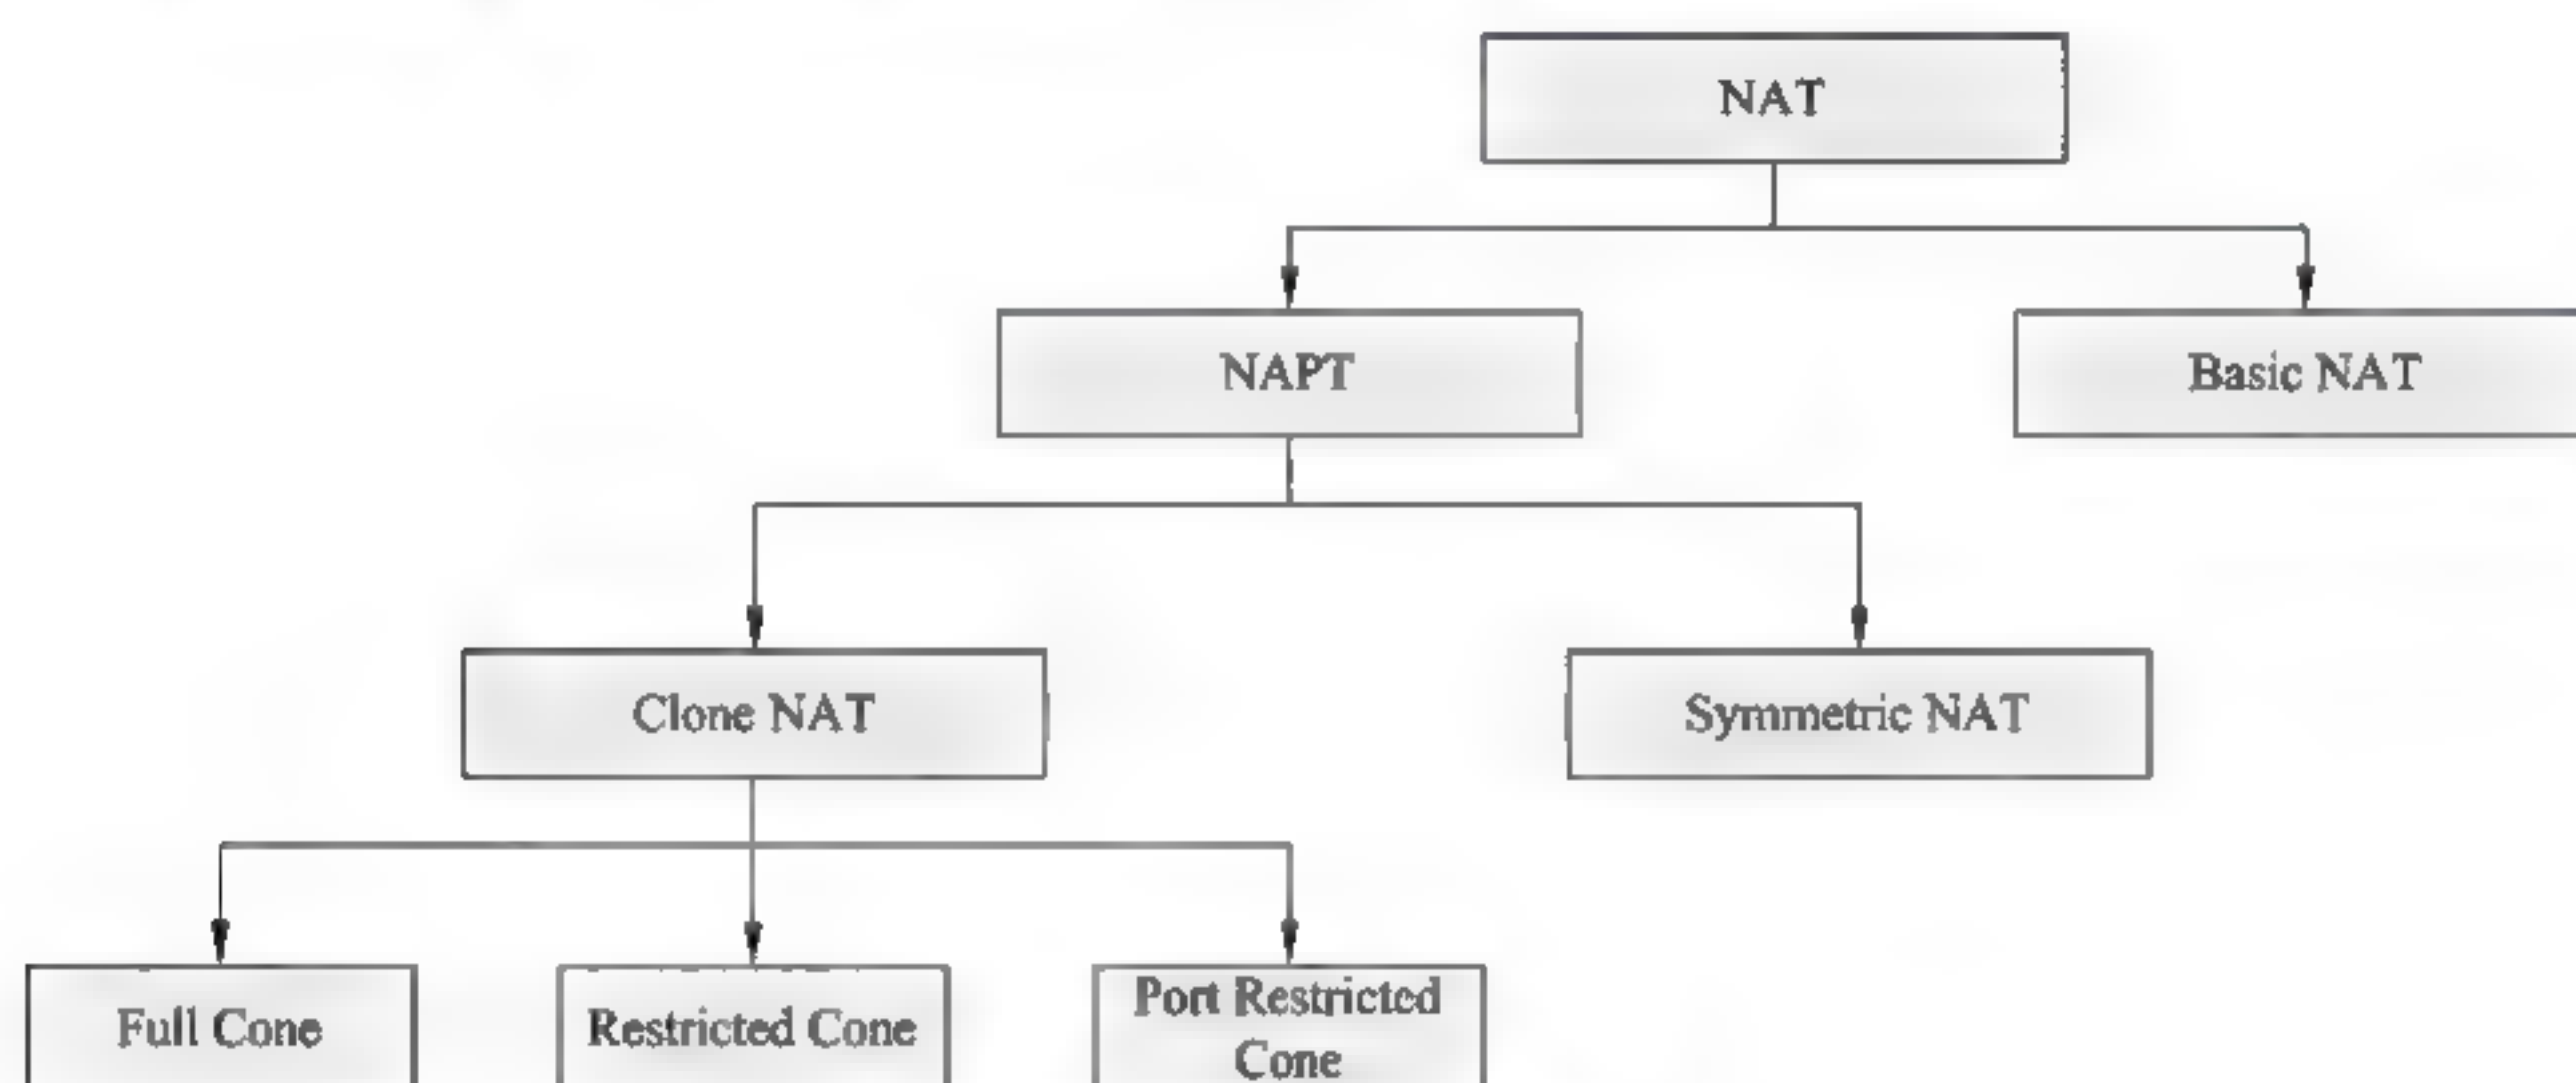 NAT
NAPT
Basic NAT
Clone NAT
Symmetric NAT
Full Cone
Restricted Cone
Port Restricted
Cone